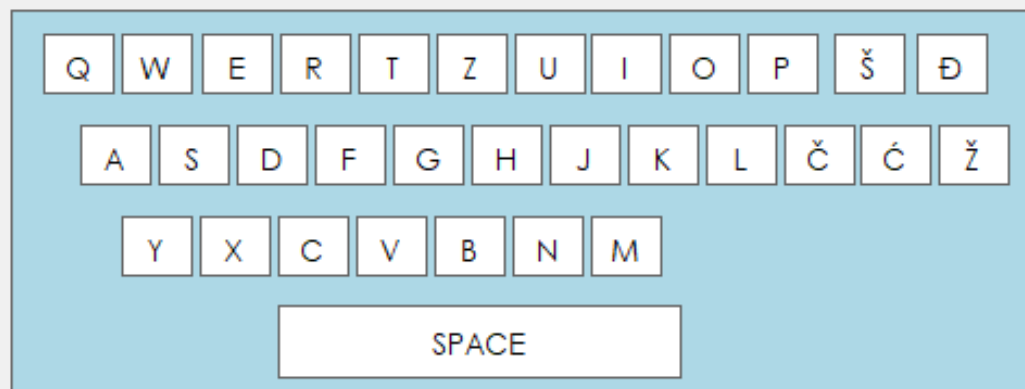 Q W E R T Z U I O P Š Đ
A S D F G H J K L Č Ć Ž
Y X C V B N M
SPACE